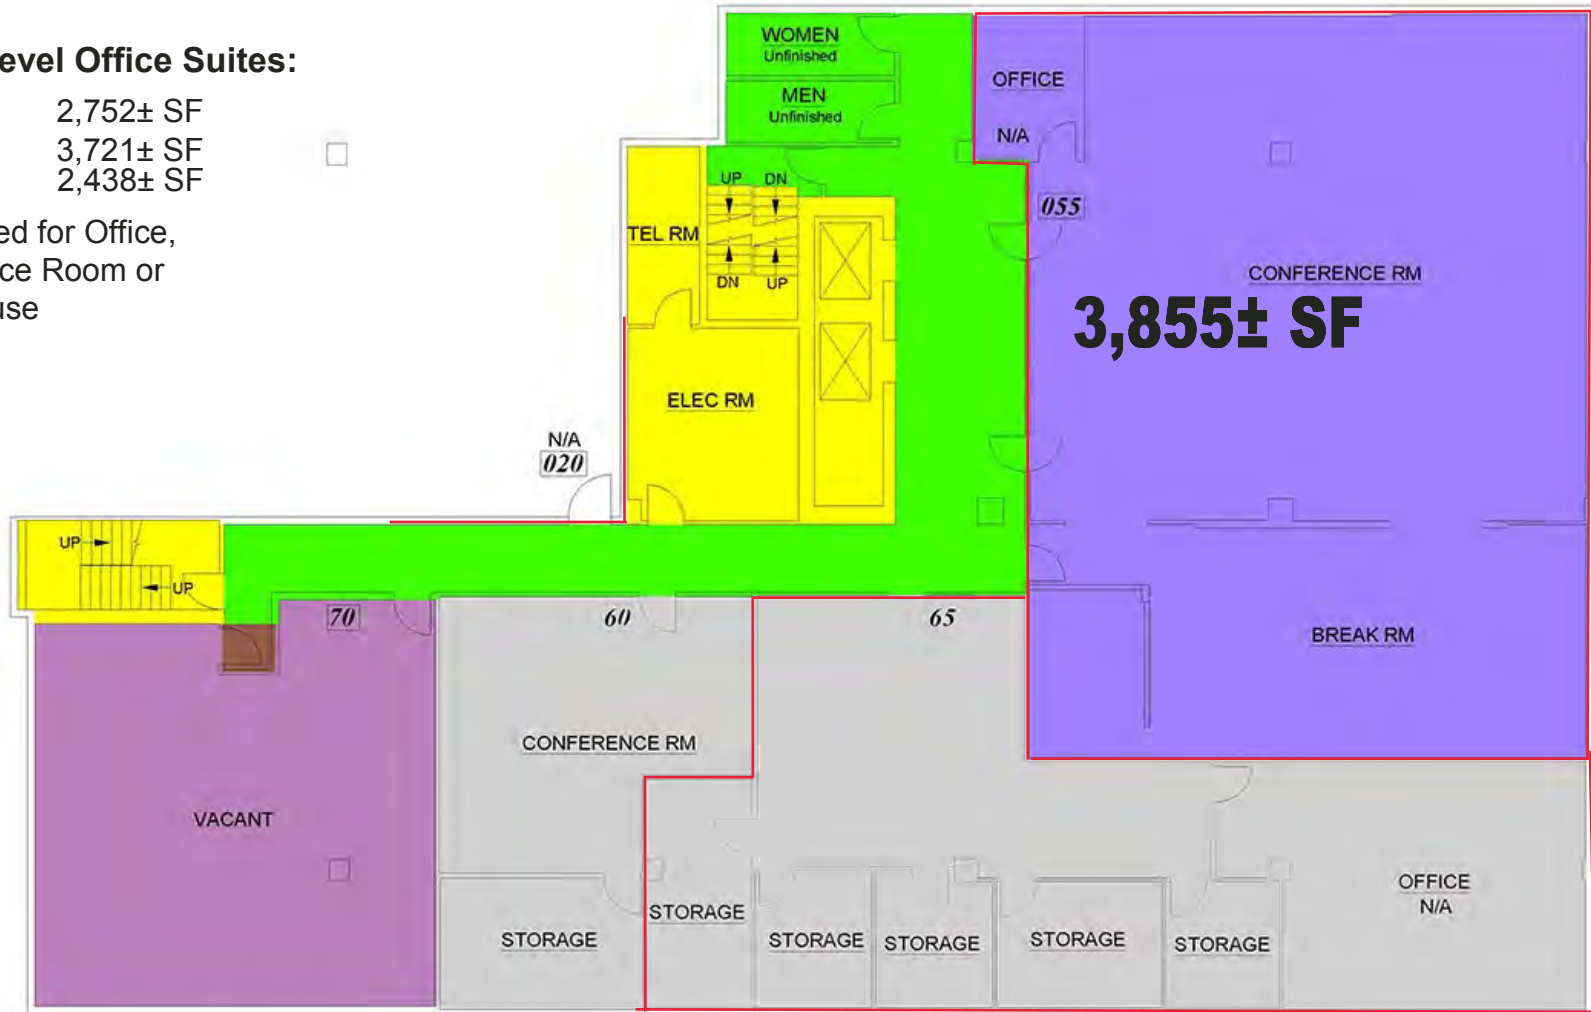 evel Office Suites:
2,752± SF
3,721± SF
2,438± SF
ed for Office,
ce Room or
use
WOMEN
Unfinished
MEN
Unfinished
OFFICE
N/A
UP DN
TEL RM
DN UP
055
CONFERENCE RM
3,855± SF
ELEC RM
N/A
020
UP
UP
70
60
65
BREAK RM
CONFERENCE RM
VACANT
OFFICE
N/A
STORAGE
STORAGE
STORAGE
STORAGE
STORAGE
STORAGE